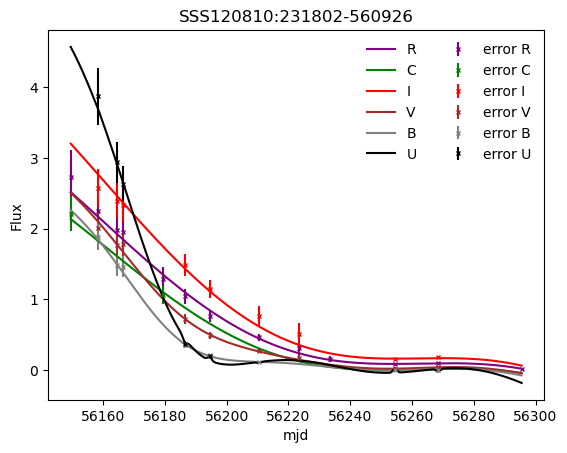 SSS120810:231802-560926
Flux
4
3
2
1
0
R
C
I
V
B
U
error R
error C
error I
error V
error B
error U
56160 56180 56200 56220 56240 56260 56280 56300
mjd